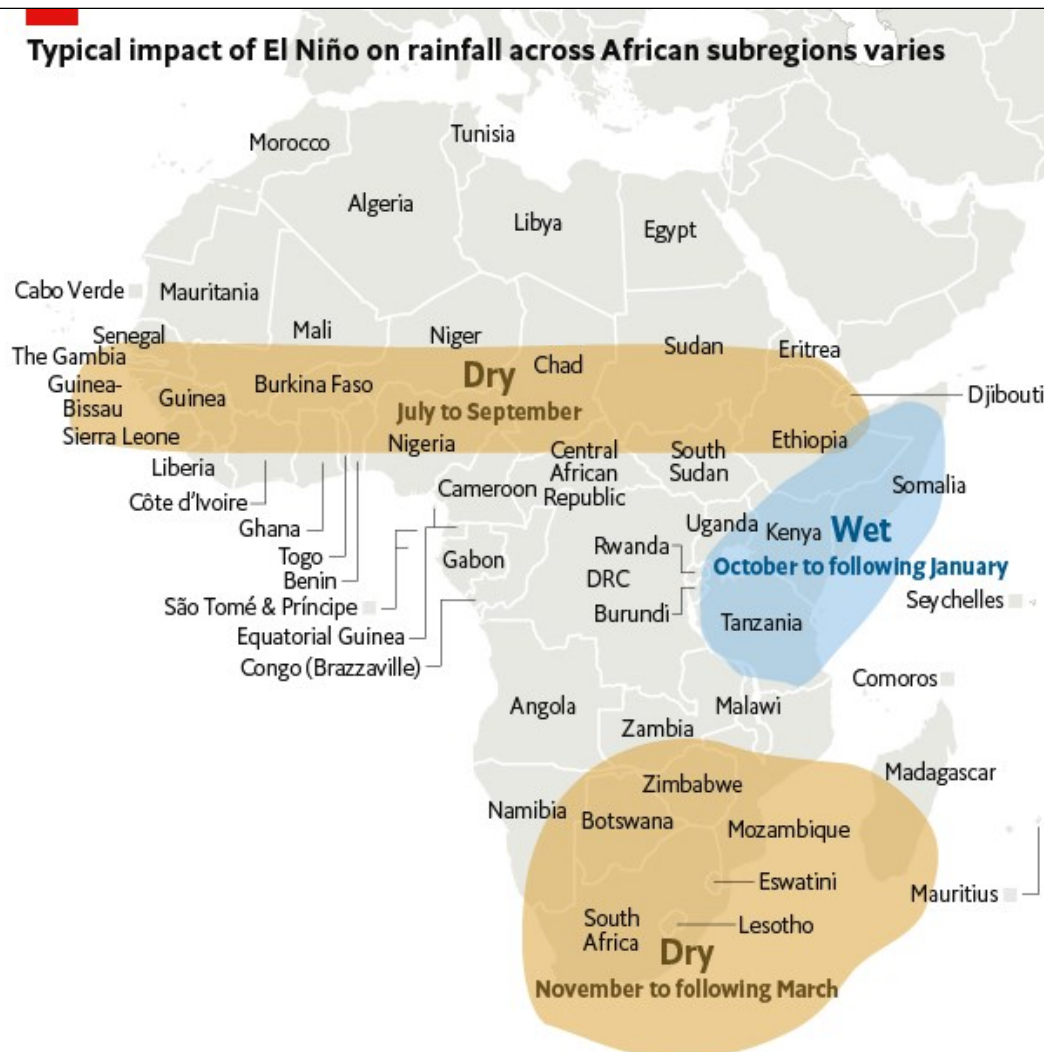 Typical impact of El Niño on rainfall across African subregions varies
Tunisia
Morocco
Algeria
Libya
Egypt
Cabo Verde
Mauritania
Mali
Niger
Chad
Sudan
Eritrea
Senegal
The Gambia
Guinea-
Bissau
Guinea
Burkina Faso
Dry
July to September
Djibouti
Sierra Leone
Nigeria
Ethiopia
Liberia
Central
African
Republic
South
Sudan
Somalia
Côte d'Ivoire
Cameroon
Ghana
Uganda
Kenya
Wet
October to following January
Togo
Gabon
Rwanda
DRC
Benin
São Tomé & Príncipe
Burundi
Tanzania
Seychelles
Equatorial Guinea
Congo (Brazzaville)
Comoros
Angola
Malawi
Zambia
Madagascar
Zimbabwe
Namibia
Botswana
Mozambique
Eswatini
Mauritius
South
Africa
Lesotho
Dry
November to following March